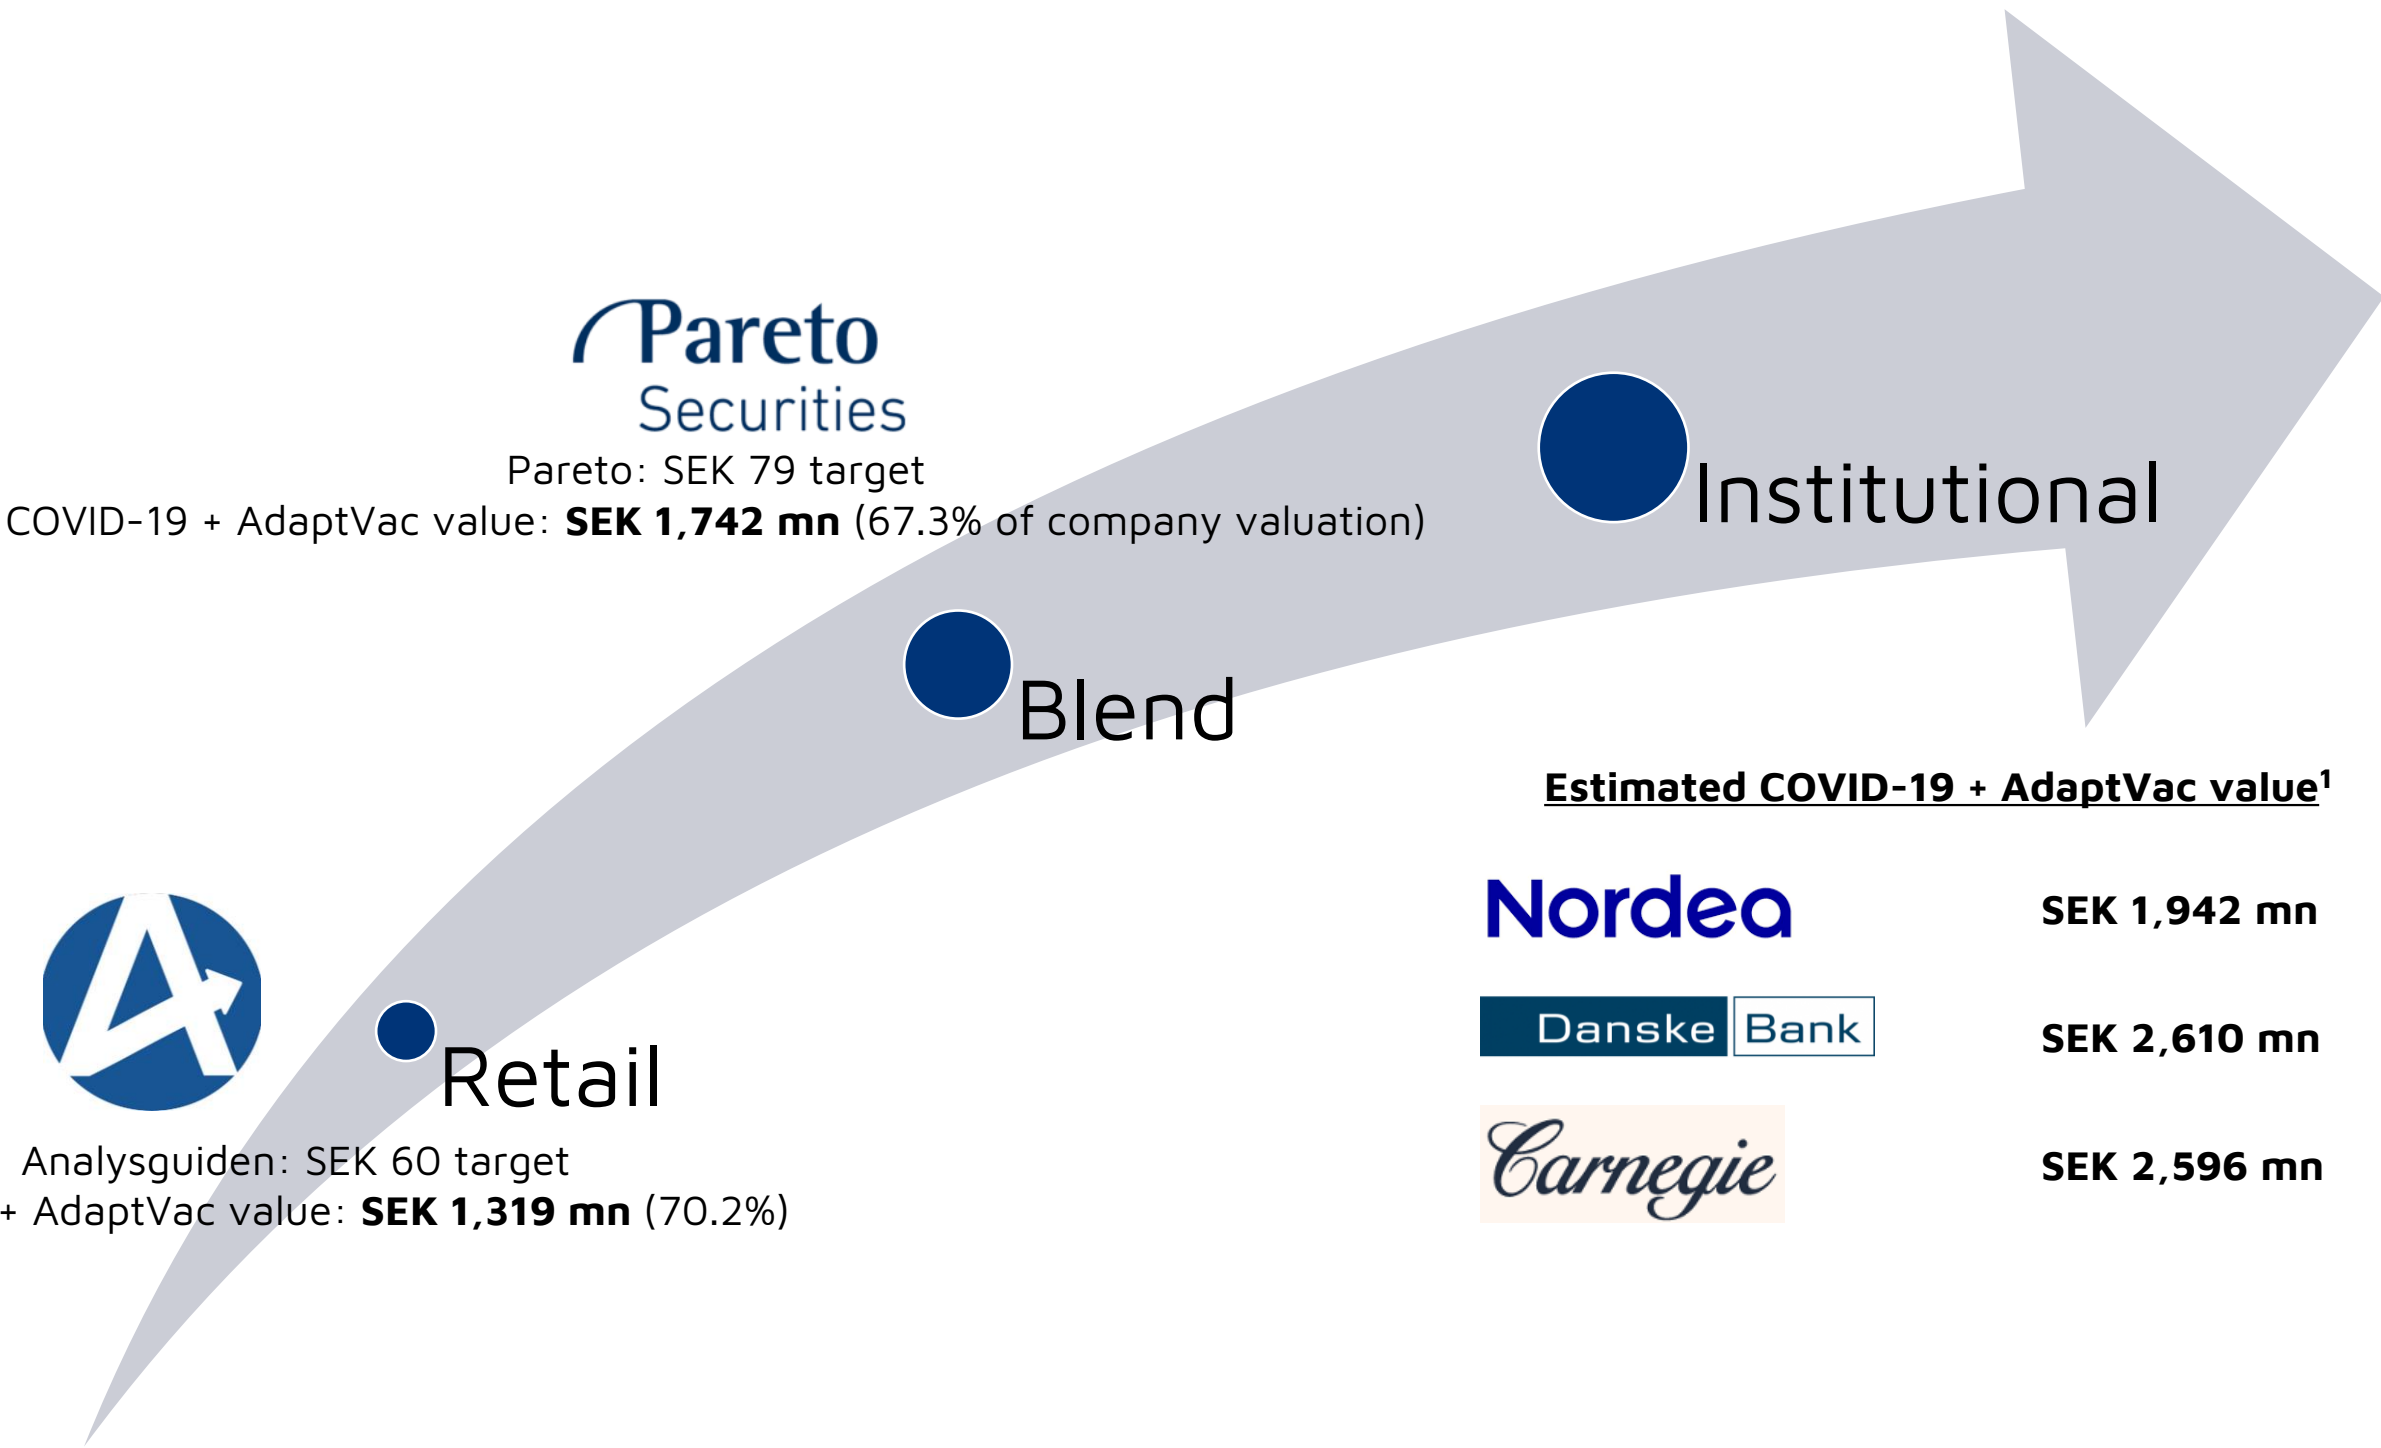 Pareto
Securities
Pareto: SEK 79 target
COVID-19 + AdaptVac value: SEK 1,742 mn (67.3% of company valuation)
Institutional
Blend
Retail
Analysguiden: SEK 60 target
+ AdaptVac value: SEK 1,319 mn (70.2%)
Estimated COVID-19 + AdaptVac value¹
Nordea SEK 1,942 mn
Danske Bank SEK 2,610 mn
Carnegie SEK 2,596 mn